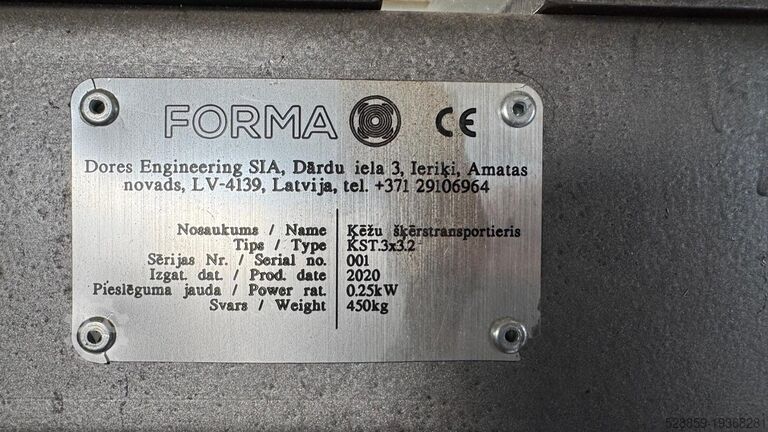 FORMA CE
Dores Engineering SIA, Dārdu iela 3, Ieriķi, Amatas
novads, LV-4139, Latvija, tel. +371 29106964
Nosaukums / Name Ķēžu šķērstransportieris
Tips / Type KST.3x3.2
Sērijas Nr. / Serial no. 001
Izgat. dat. / Prod. date 2020
Pieslēguma jauda / Power rat. 0.25kW
Svars / Weight 450kg
528859-19368281